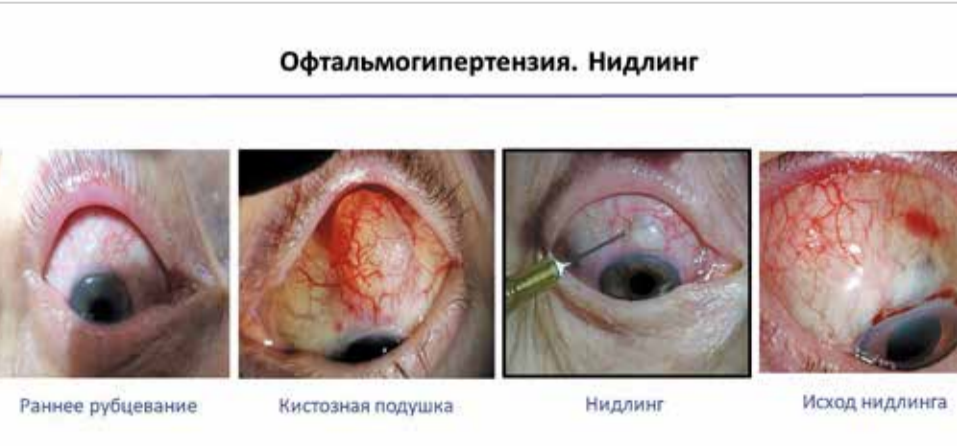 Офтальмогипертензия. Нидлинг
Раннее рубцевание
Кистозная подушка
Нидлинг
Исход нидлинга